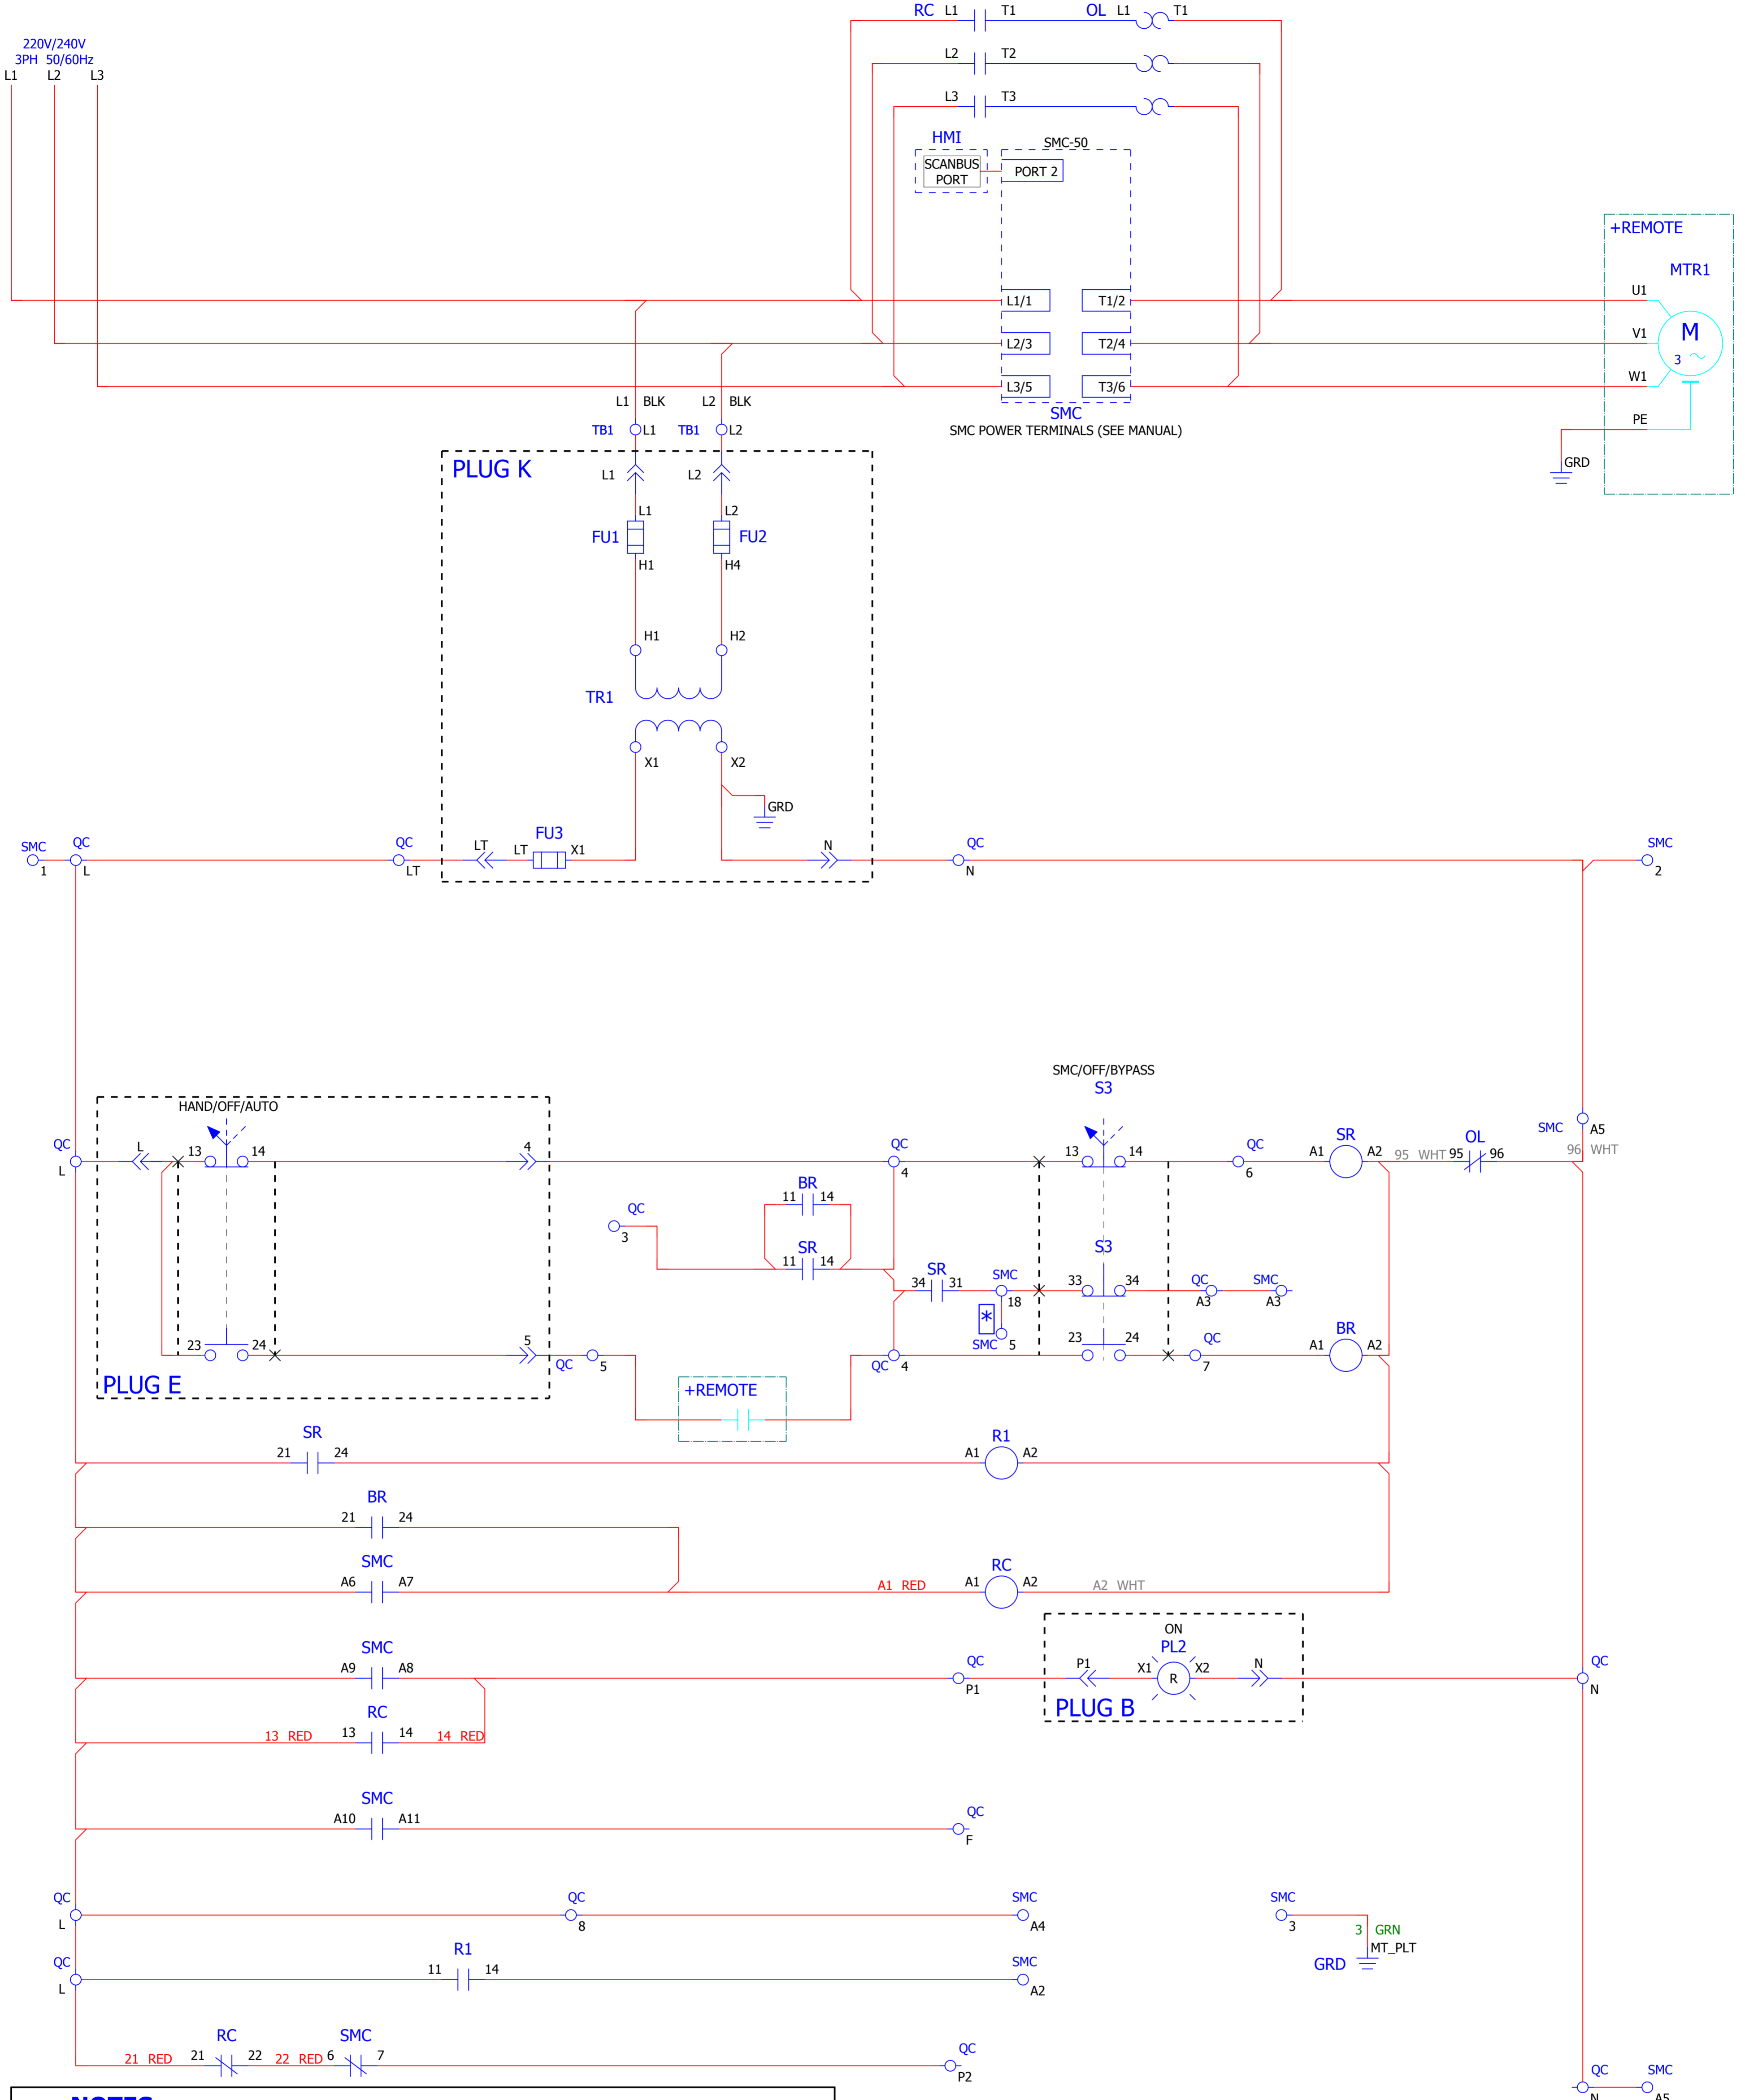 RC L1 T1 OL L1 T1
220V/240V
3PH 50/60Hz
L1 L2 L3
L2 T2
L3 T3
HMI
SMC-50
SCANBUS
PORT
PORT 2
+REMOTE
MTR1
U1
L1/1 T1/2
V1
M
3
L2/3 T2/4
W1
L3/5 T3/6
L1 BLK L2 BLK
SMC
SMC POWER TERMINALS (SEE MANUAL)
PE
TB1 L1 TB1 L2
GRD
PLUG K
L1 L2
L1 L2
FU1 FU2
H1 H4
H1 H2
TR1
X1 X2
GRD
FU3
SMC QC QC LT LT X1 N QC SMC
1 L LT N 2
SMC/OFF/BYPASS
S3
HAND/OFF/AUTO
SMC A5
QC L 13 14 4 QC 13 14 QC SR A1 A2 95 WHT 95 OL 96 96 WHT
L 4 6
BR
11 14
QC
3
SR
11 14
S3
SR
34 31 SMC 33 34 QC SMC
18 A3 A3
*
SMC 5
23 24 5 QC 5 QC 4 23 24 QC 7 BR A1 A2
PLUG E
+REMOTE
SR
21 24
R1
A1 A2
BR
21 24
SMC
A6 A7
RC
A1 RED A1 A2 A2 WHT
ON
SMC
A9 A8
QC
P1
PL2
P1 X1 R X2 N
QC
N
PLUG B
RC
13 RED 13 14 14 RED
SMC
A10 A11
QC
F
QC QC SMC SMC
L 8 A4 3
3 GRN
MT_PLT
GRD
R1
QC 11 14 SMC
L A2
RC SMC
21 RED 21 22 22 RED 6 7
QC
P2
QC SMC
N A5
NOTES